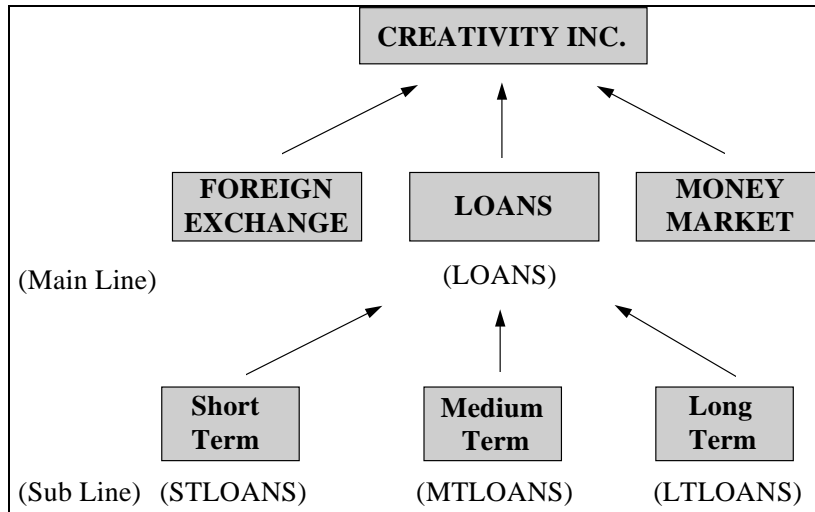 CREATIVITY INC.
FOREIGN
EXCHANGE
LOANS
MONEY
MARKET
(Main Line)
(LOANS)
Short
Term
Medium
Term
Long
Term
(Sub Line)
(STLOANS)
(MTLOANS)
(LTLOANS)